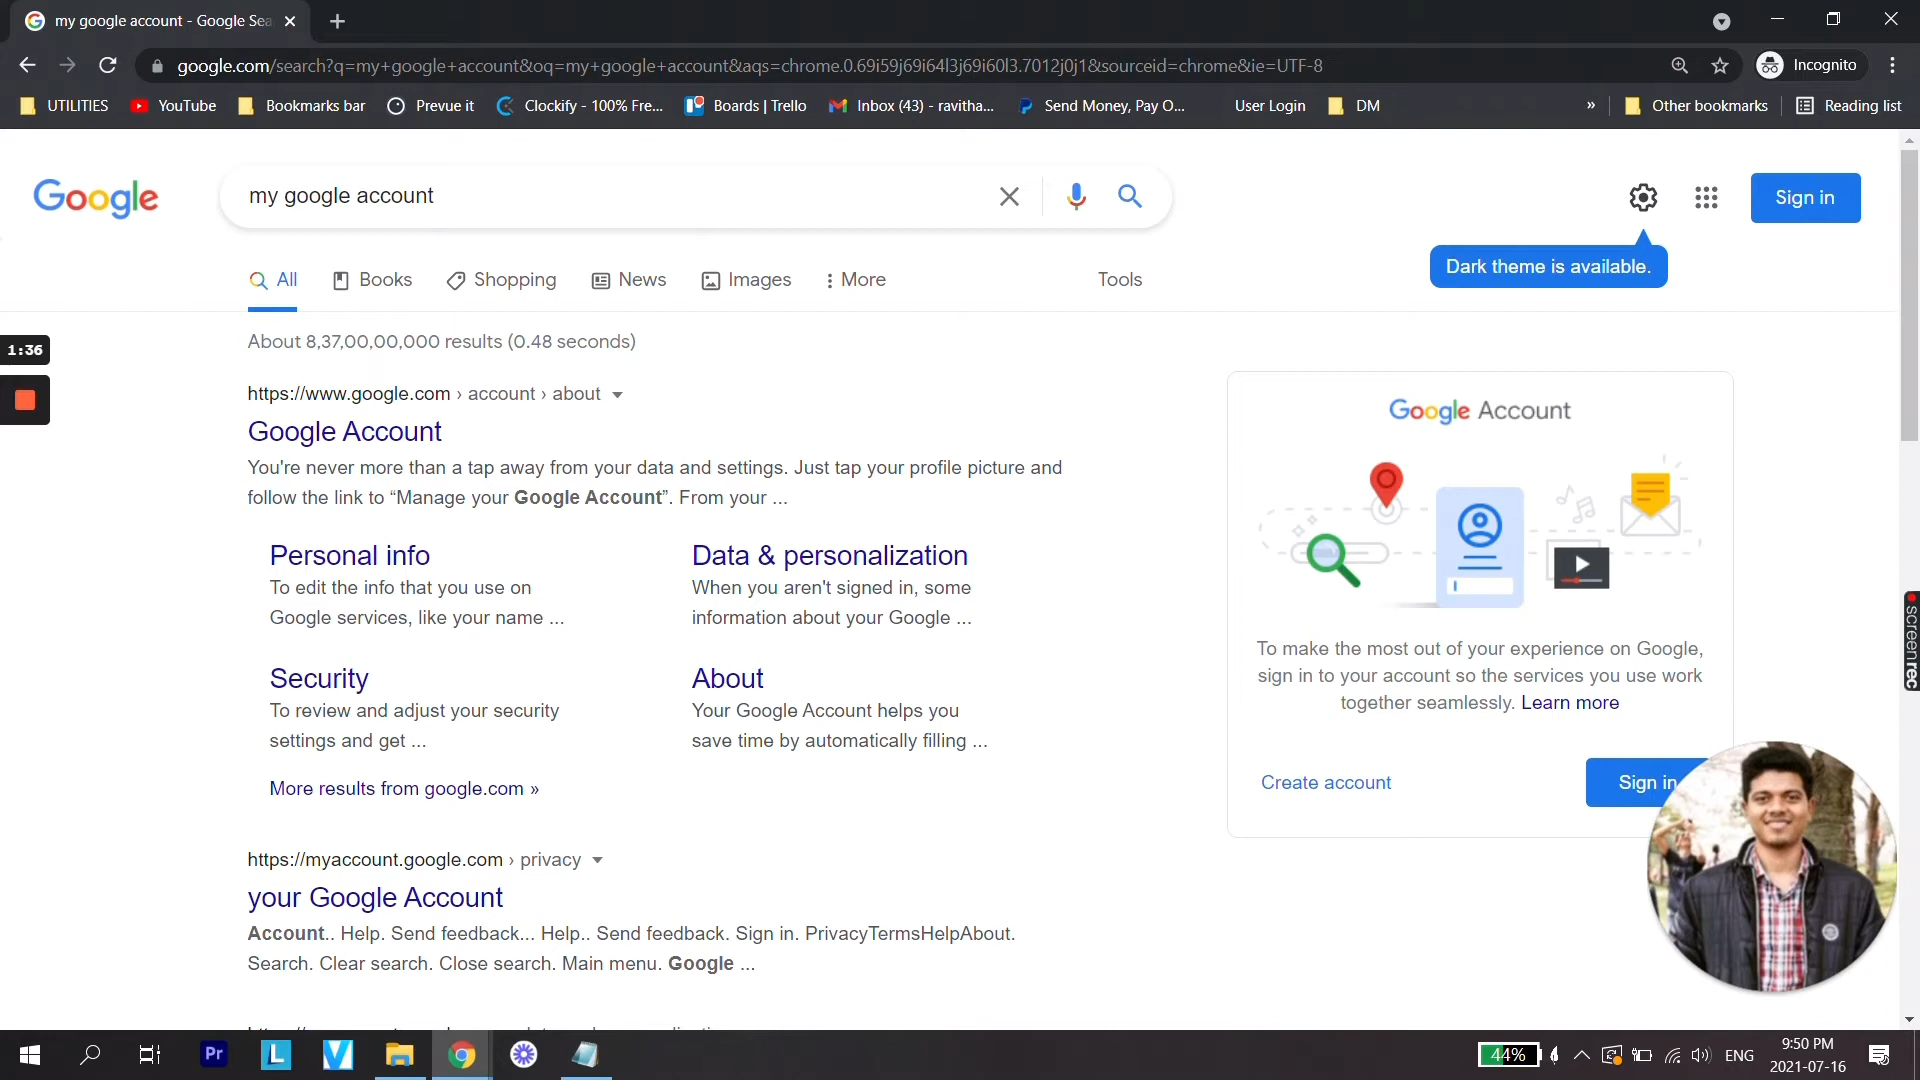 my google account - Google Sea
google.com/search?q=my+google+account&oq=my+google+account&aqs=chrome.0.69i59j69i64l3j69i60l3.7012j0j1&sourceid=chrome&ie=UTF-8
Incognito
UTILITIES
YouTube
Bookmarks bar
Prevue it
Clockify - 100% Fre...
Boards | Trello
Inbox (43) - ravitha...
Send Money, Pay O...
User Login
DM
»
Other bookmarks
Reading list
Google
my google account
Sign in
Dark theme is available.
All
Books
Shopping
News
Images
More
Tools
About 8,37,00,00,000 results (0.48 seconds)
1:36
https://www.google.com › account › about
Google Account
You're never more than a tap away from your data and settings. Just tap your profile picture and
follow the link to “Manage your Google Account”. From your ...
Personal info
To edit the info that you use on
Google services, like your name ...
Data & personalization
When you aren't signed in, some
information about your Google ...
Security
To review and adjust your security
settings and get ...
About
Your Google Account helps you
save time by automatically filling ...
More results from google.com »
https://myaccount.google.com › privacy
your Google Account
Account.. Help. Send feedback... Help.. Send feedback. Sign in. PrivacyTermsHelpAbout.
Search. Clear search. Close search. Main menu. Google ...
Google Account
To make the most out of your experience on Google,
sign in to your account so the services you use work
together seamlessly. Learn more
Create account
Sign in
screenrec
Pr
L
V
44%
ENG
9:50 PM
2021-07-16